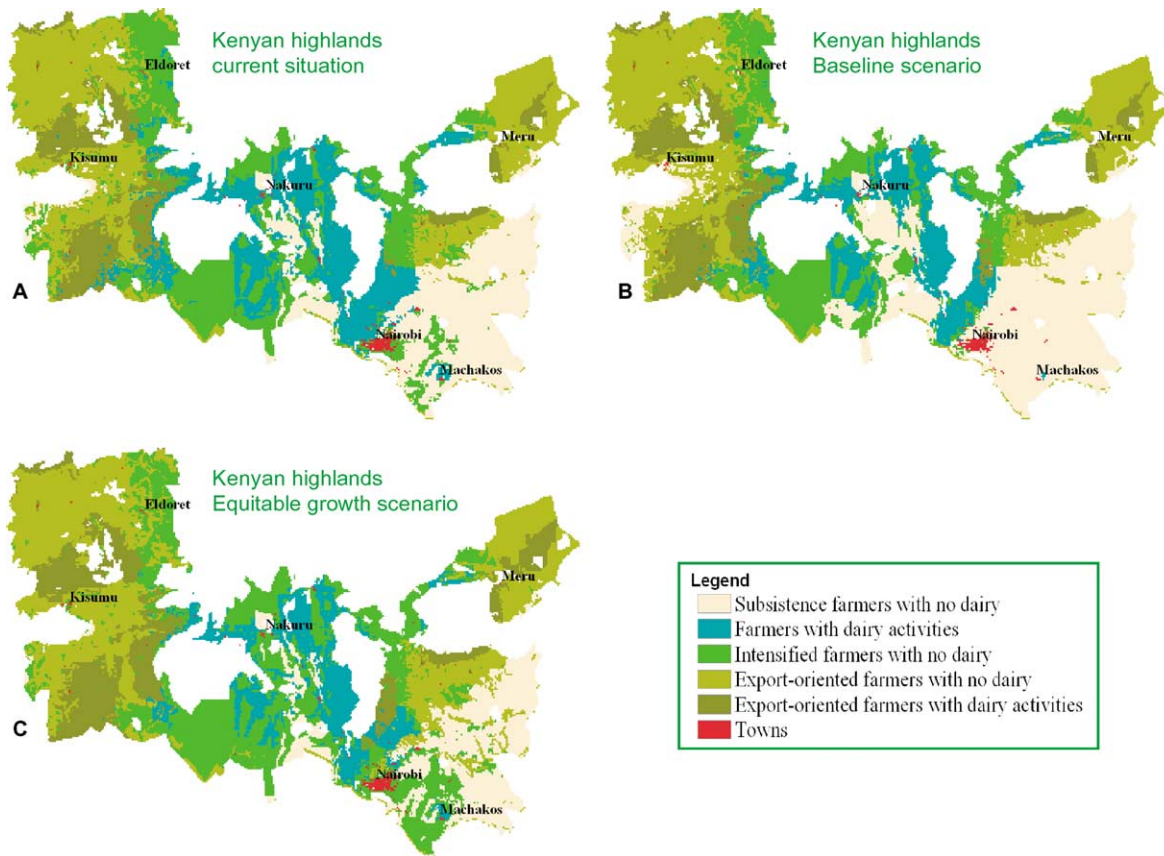 Kenyan highlands
current situation
Eldoret
Kisumu
Nakuru
Meru
Nairobi
Machakos
A
Kenyan highlands
Baseline scenario
Eldoret
Kisumu
Nakuru
Meru
Nairobi
Machakos
B
Kenyan highlands
Equitable growth scenario
Eldoret
Kisumu
Nakuru
Meru
Nairobi
Machakos
C
Legend
Subsistence farmers with no dairy
Farmers with dairy activities
Intensified farmers with no dairy
Export-oriented farmers with no dairy
Export-oriented farmers with dairy activities
Towns